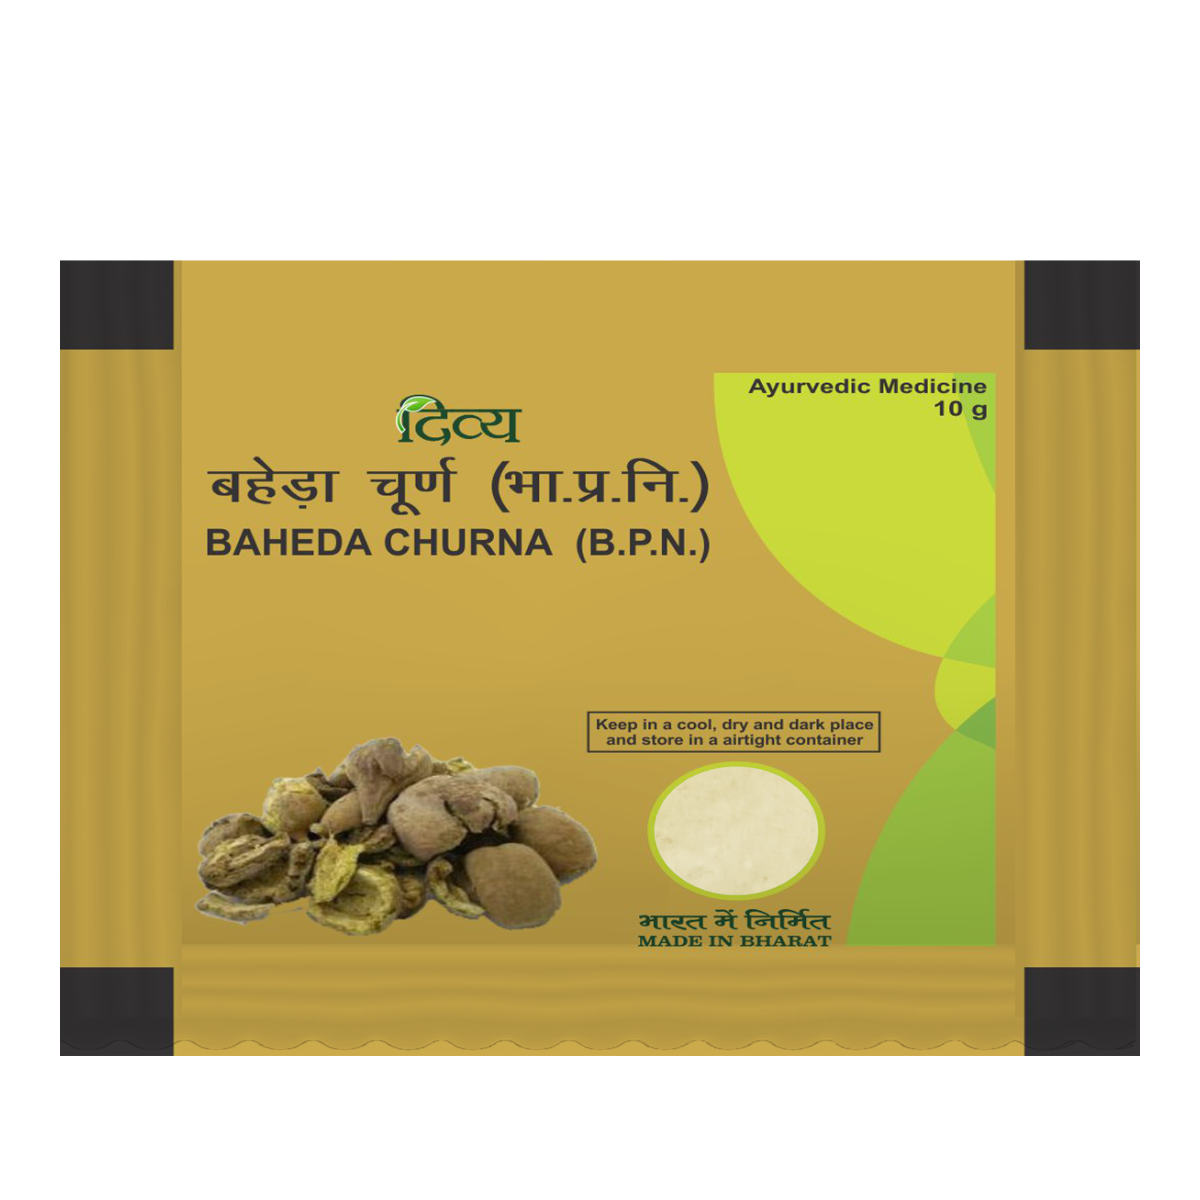 Ayurvedic Medicine
10 g
दिव्य
बहेड़ा चूर्ण (भा.प्र.नि.)
BAHEDA CHURNA (B.P.N.)
Keep in a cool, dry and dark place
and store in a airtight container
भारत में निर्मित
MADE IN BHARAT